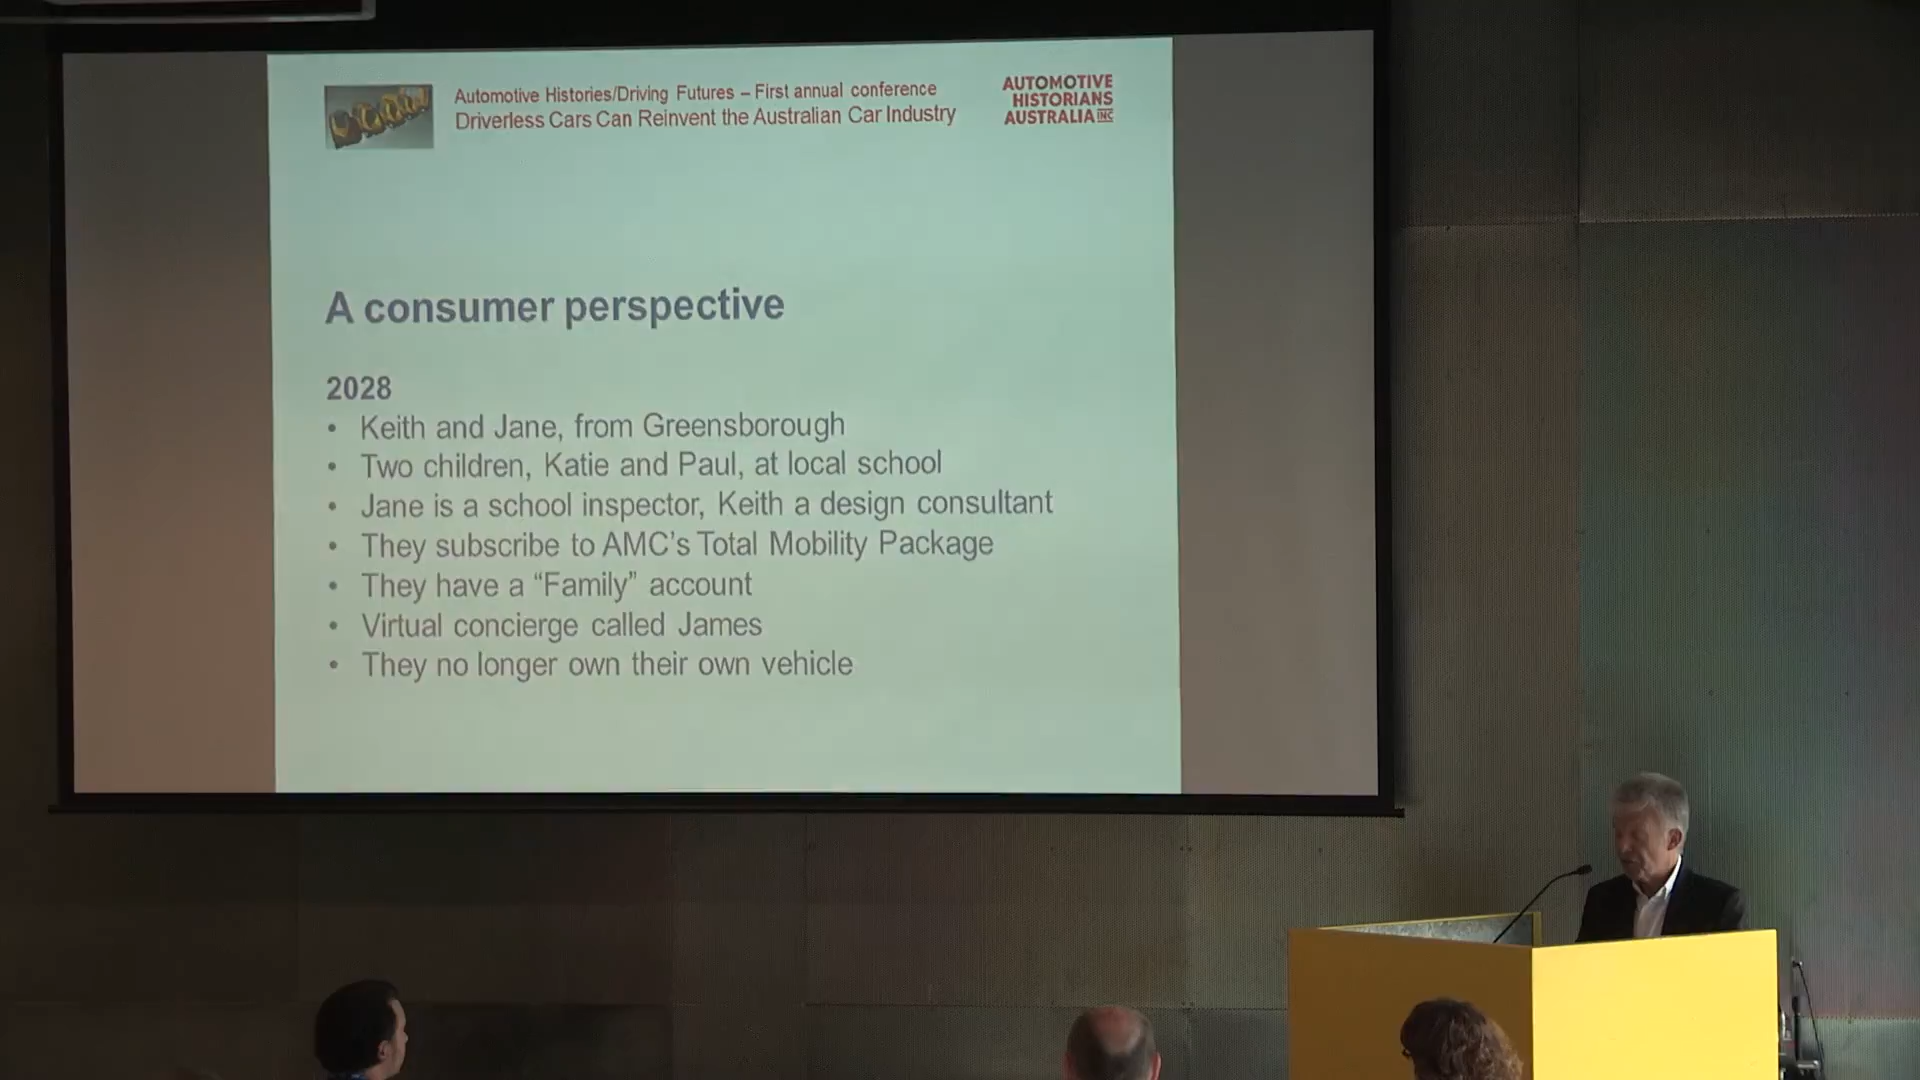 Automotive Histories/Driving Futures – First annual conference
Driverless Cars Can Reinvent the Australian Car Industry
AUTOMOTIVE
HISTORIANS
AUSTRALIA INC
A consumer perspective
2028
• Keith and Jane, from Greensborough
• Two children, Katie and Paul, at local school
• Jane is a school inspector, Keith a design consultant
• They subscribe to AMC's Total Mobility Package
• They have a “Family” account
• Virtual concierge called James
• They no longer own their own vehicle